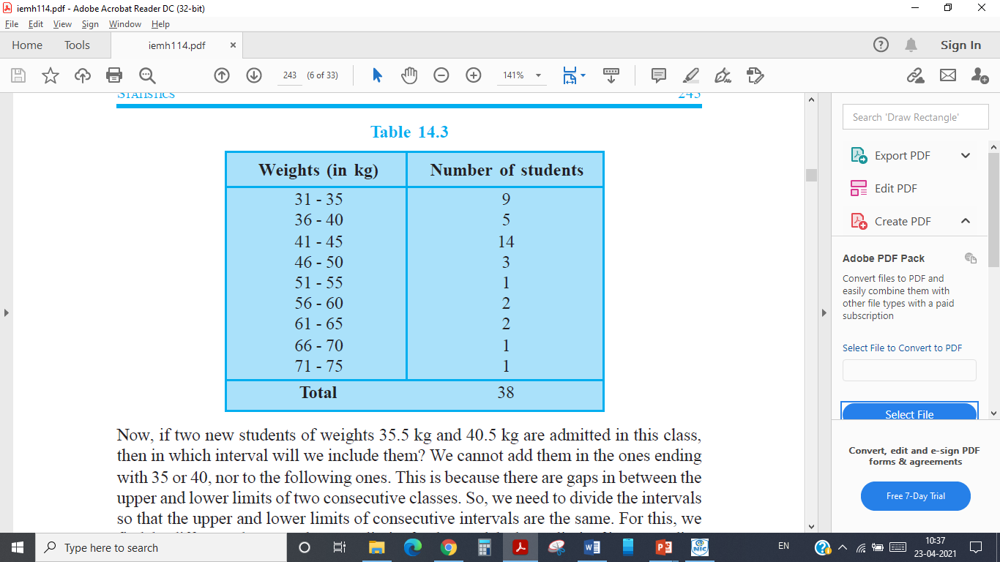 iemh114.pdf - Adobe Acrobat Reader DC (32-bit)
File Edit View Sign Window Help
Home Tools iemh114.pdf × Sign In
243 (6 of 33) 141%
STATISTICS 243
Table 14.3
Weights (in kg) Number of students
31 - 35 9
36 - 40 5
41 - 45 14
46 - 50 3
51 - 55 1
56 - 60 2
61 - 65 2
66 - 70 1
71 - 75 1
Total 38
Now, if two new students of weights 35.5 kg and 40.5 kg are admitted in this class,
then in which interval will we include them? We cannot add them in the ones ending
with 35 or 40, nor to the following ones. This is because there are gaps in between the
upper and lower limits of two consecutive classes. So, we need to divide the intervals
so that the upper and lower limits of consecutive intervals are the same. For this, we
Search 'Draw Rectangle'
Export PDF
Edit PDF
Create PDF
Adobe PDF Pack
Convert files to PDF and
easily combine them with
other file types with a paid
subscription
Select File to Convert to PDF
Select File
Convert, edit and e-sign PDF
forms & agreements
Free 7-Day Trial
Type here to search
NIC
EN
10:37
23-04-2021